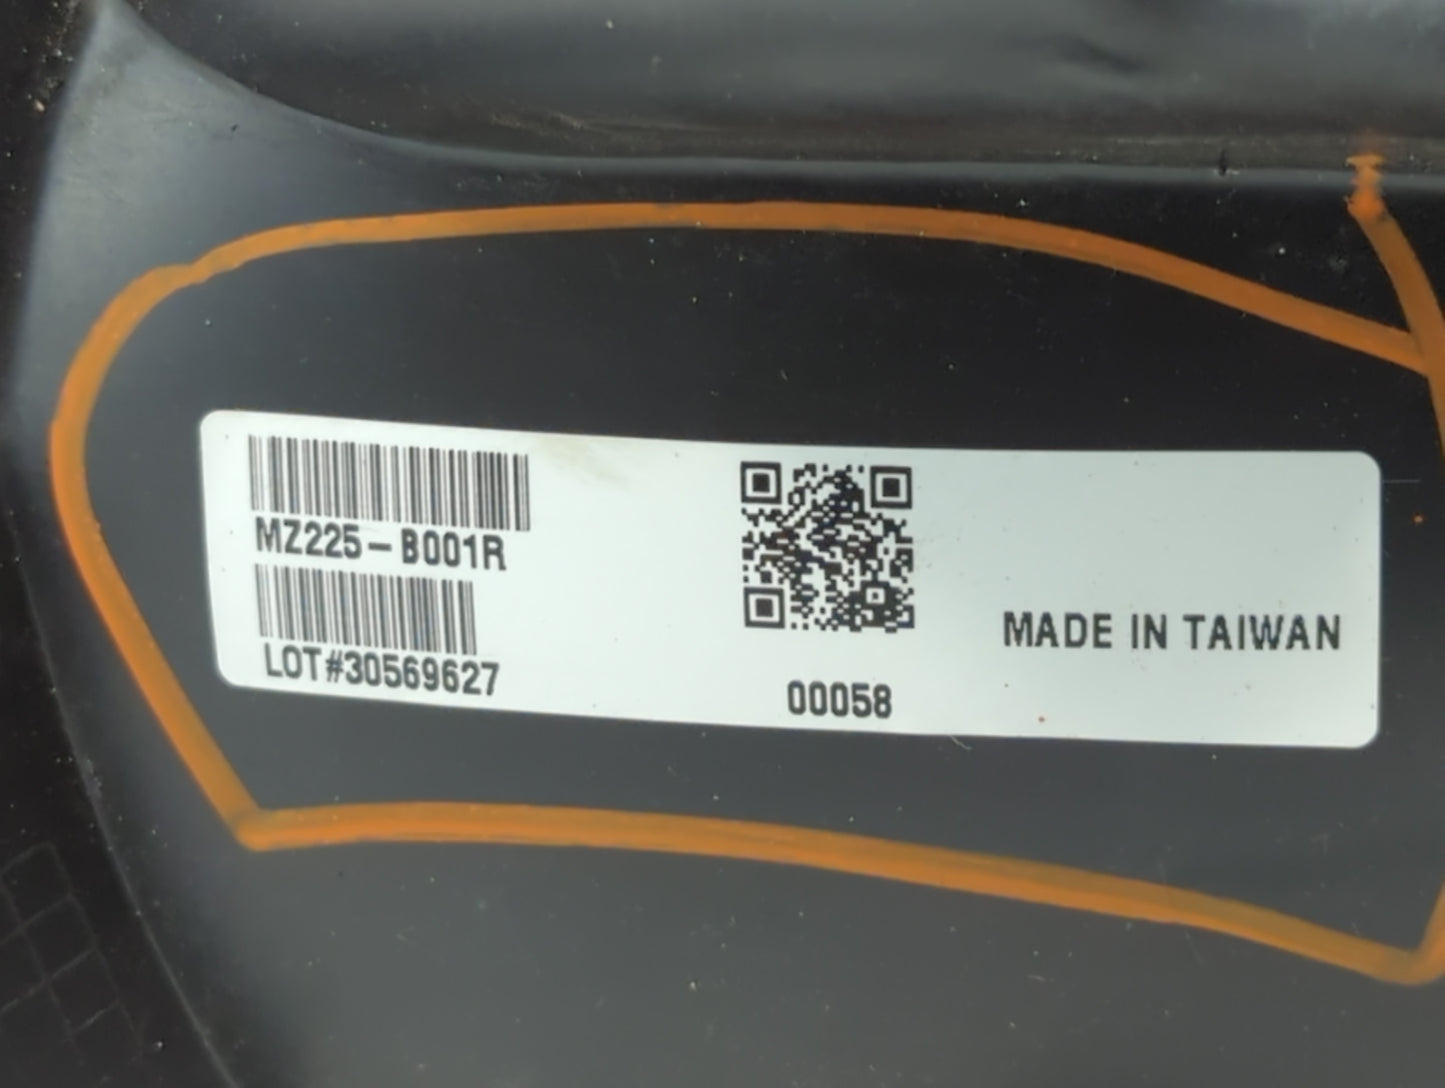 MZ225-B001R
LOT#30569627
00058
MADE IN TAIWAN